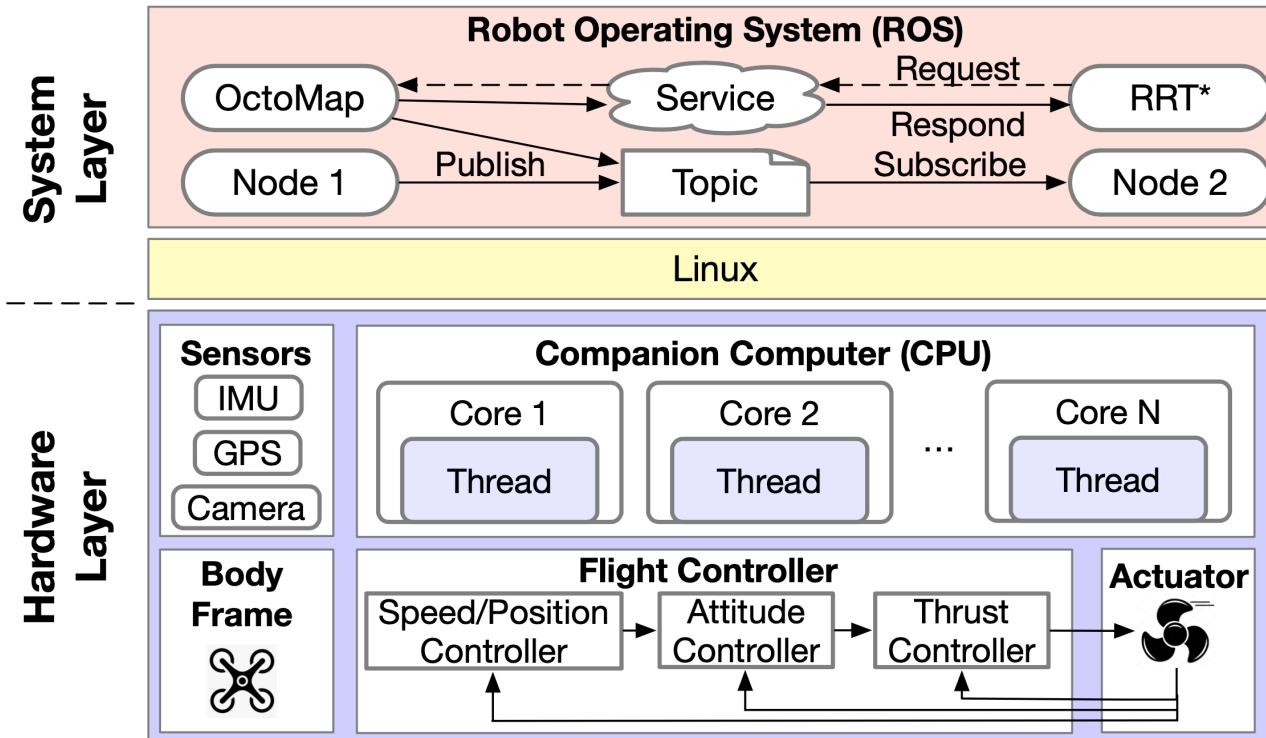 System
Layer
Robot Operating System (ROS)
OctoMap
Service
Request
RRT*
Respond
Node 1
Publish
Topic
Subscribe
Node 2
Linux
Hardware
Layer
Sensors
IMU
GPS
Camera
Companion Computer (CPU)
Core 1
Thread
Core 2
Thread
...
Core N
Thread
Body
Frame
Flight Controller
Speed/Position
Controller
Attitude
Controller
Thrust
Controller
Actuator